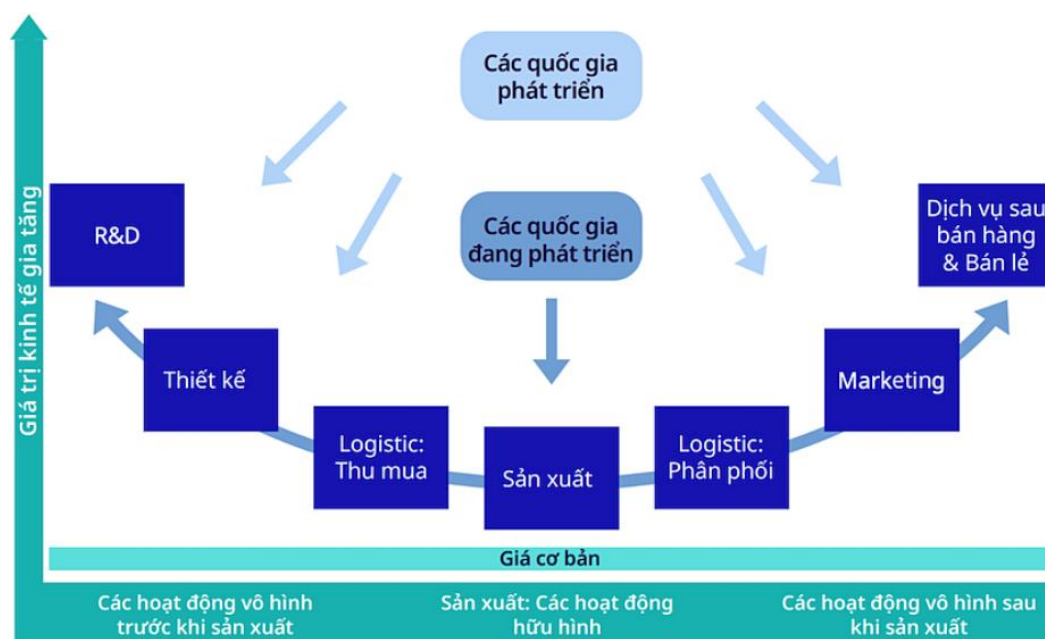 Giá trị kinh tế gia tăng
Các quốc gia
phát triển
Các quốc gia
đang phát triển
R&D
Thiết kế
Logistic:
Thu mua
Sản xuất
Logistic:
Phân phối
Marketing
Dịch vụ sau
bán hàng
& Bán lẻ
Giá cơ bản
Các hoạt động vô hình
trước khi sản xuất
Sản xuất: Các hoạt động
hữu hình
Các hoạt động vô hình sau
khi sản xuất